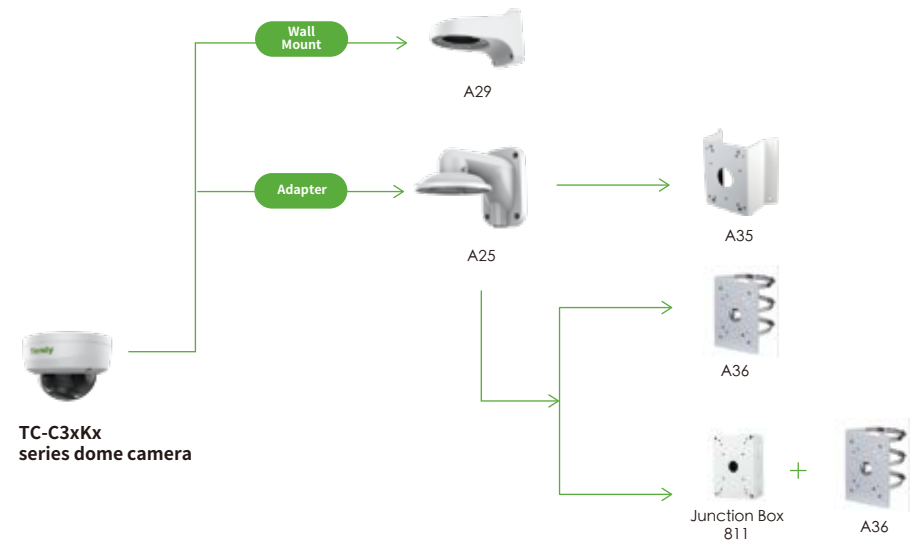 Wall
Mount
A29
Adapter
A25
A35
A36
TC-C3xKx
series dome camera
Junction Box
811
+
A36